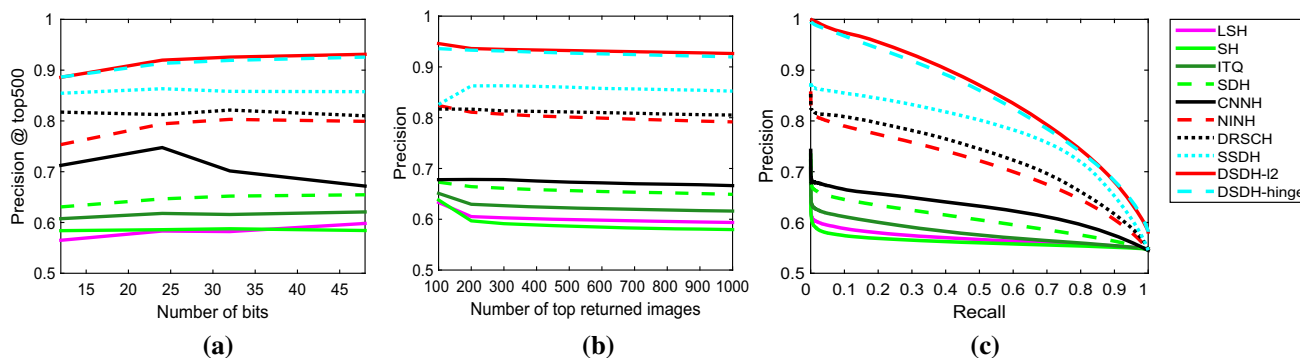 Precision @ top500
1
0.9
0.8
0.7
0.6
0.5
15 20 25 30 35 40 45
Number of bits
(a)
Precision
1
0.9
0.8
0.7
0.6
0.5
100 200 300 400 500 600 700 800 900 1000
Number of top returned images
(b)
Precision
1
0.9
0.8
0.7
0.6
0.5
0 0.1 0.2 0.3 0.4 0.5 0.6 0.7 0.8 0.9 1
Recall
(c)
LSH
SH
ITQ
SDH
CNNH
NINH
DRSCH
SSDH
DSDH-l2
DSDH-hinge